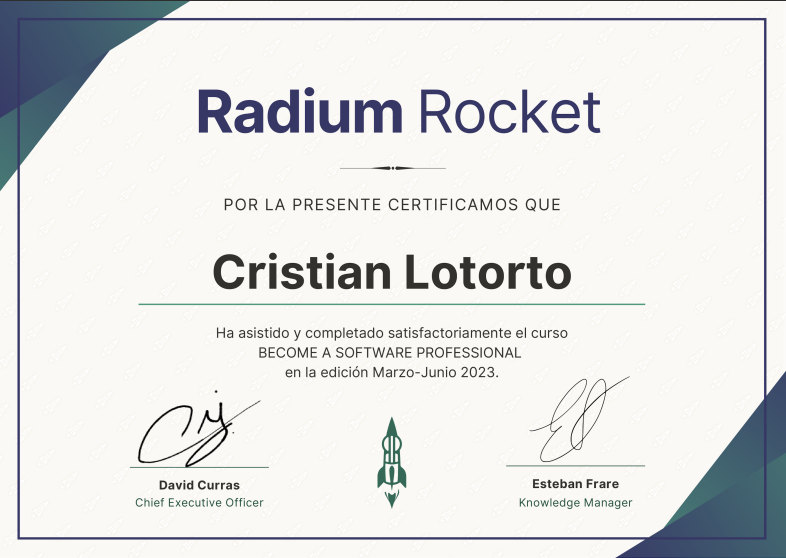 Radium Rocket
POR LA PRESENTE CERTIFICAMOS QUE
Cristian Lotorto
Ha asistido y completado satisfactoriamente el curso
BECOME A SOFTWARE PROFESSIONAL
en la edición Marzo-Junio 2023.
David Curras
Chief Executive Officer
Esteban Frare
Knowledge Manager